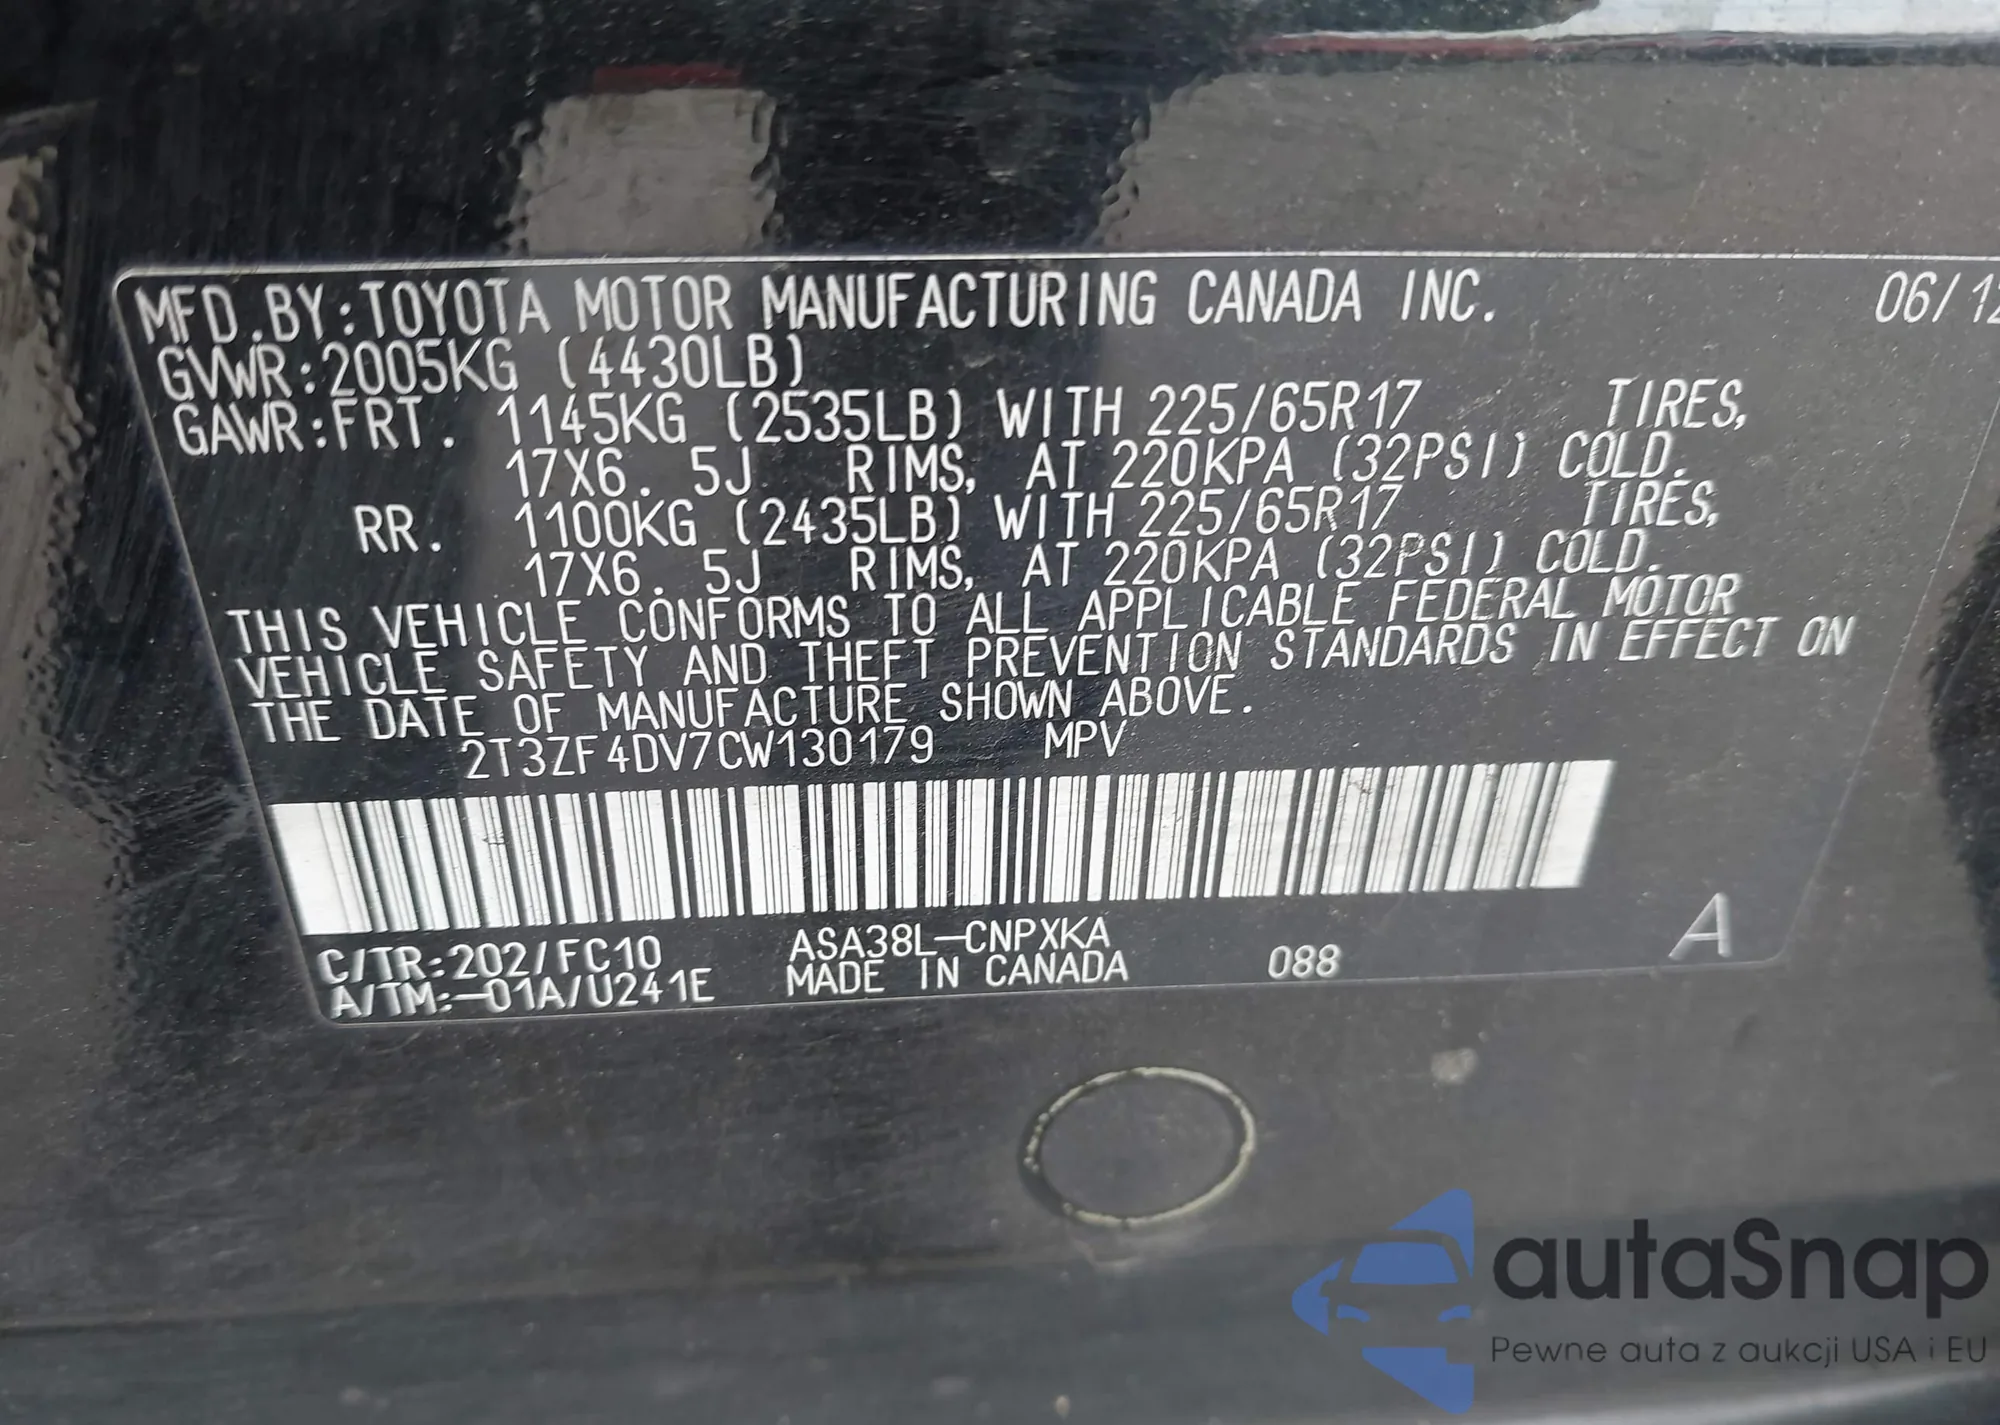 MFD.BY:TOYOTA MOTOR MANUFACTURING CANADA INC. 06/12
GVWR:2005KG (4430LB)
GAWR:FRT. 1145KG (2535LB) WITH 225/65R17 TIRES,
17X6. 5J RIMS, AT 220KPA (32PSI) COLD.
RR. 1100KG (2435LB) WITH 225/65R17 TIRES,
17X6. 5J RIMS, AT 220KPA (32PSI) COLD.
THIS VEHICLE CONFORMS TO ALL APPLICABLE FEDERAL MOTOR
VEHICLE SAFETY AND THEFT PREVENTION STANDARDS IN EFFECT ON
THE DATE OF MANUFACTURE SHOWN ABOVE.
2T3ZF4DV7CW130179 MPV
C/TR:202/FC10 ASA38L-CNPXKA
A/TM:-01A/U241E MADE IN CANADA 088 A
autaSnap
Pewne auta z aukcji USA i EU